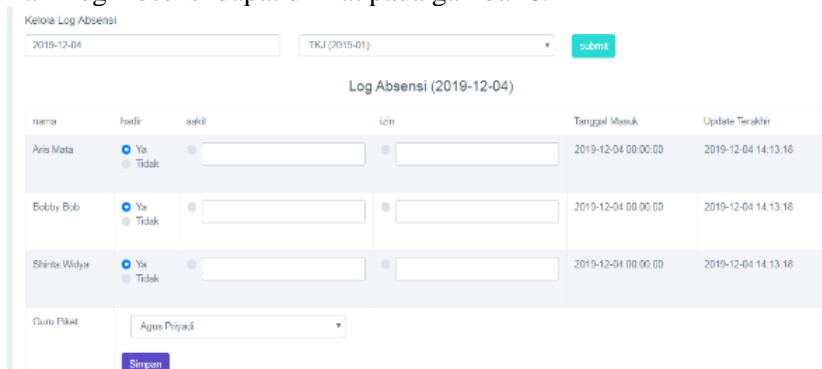 Kelola Log Absensi
2019-12-04 TKJ (2019-01) submit
Log Absensi (2019-12-04)
nama hadir sakit izin Tanggal Masuk Update Terakhir
Aris Mata Ya 2019-12-04 00:00:00 2019-12-04 14:13:18
Tidak
Bobby Bob Ya 2019-12-04 00:00:00 2019-12-04 14:13:18
Tidak
Shinta Widya Ya 2019-12-04 00:00:00 2019-12-04 14:13:18
Tidak
Guru Piket Agus Priyadi
Simpan